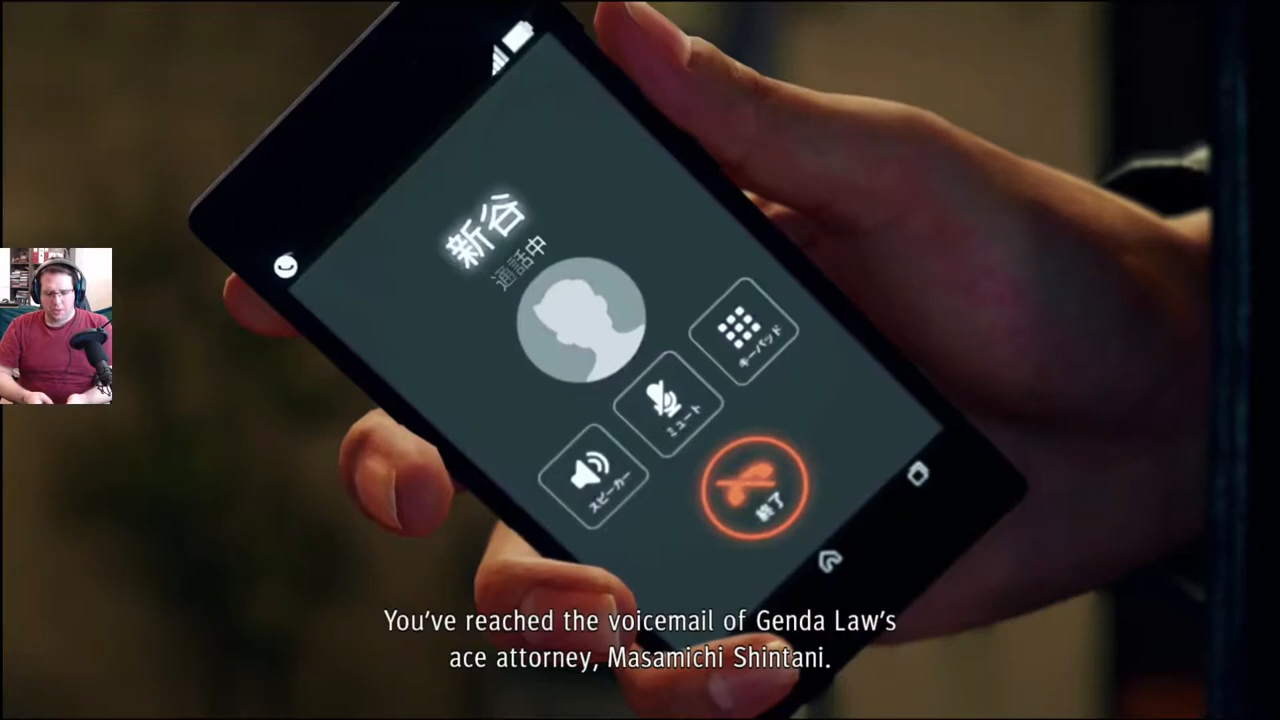 新谷
通話中
キーパッド
ミュート
スピーカー
終了
You've reached the voicemail of Genda Law's
ace attorney, Masamichi Shintani.